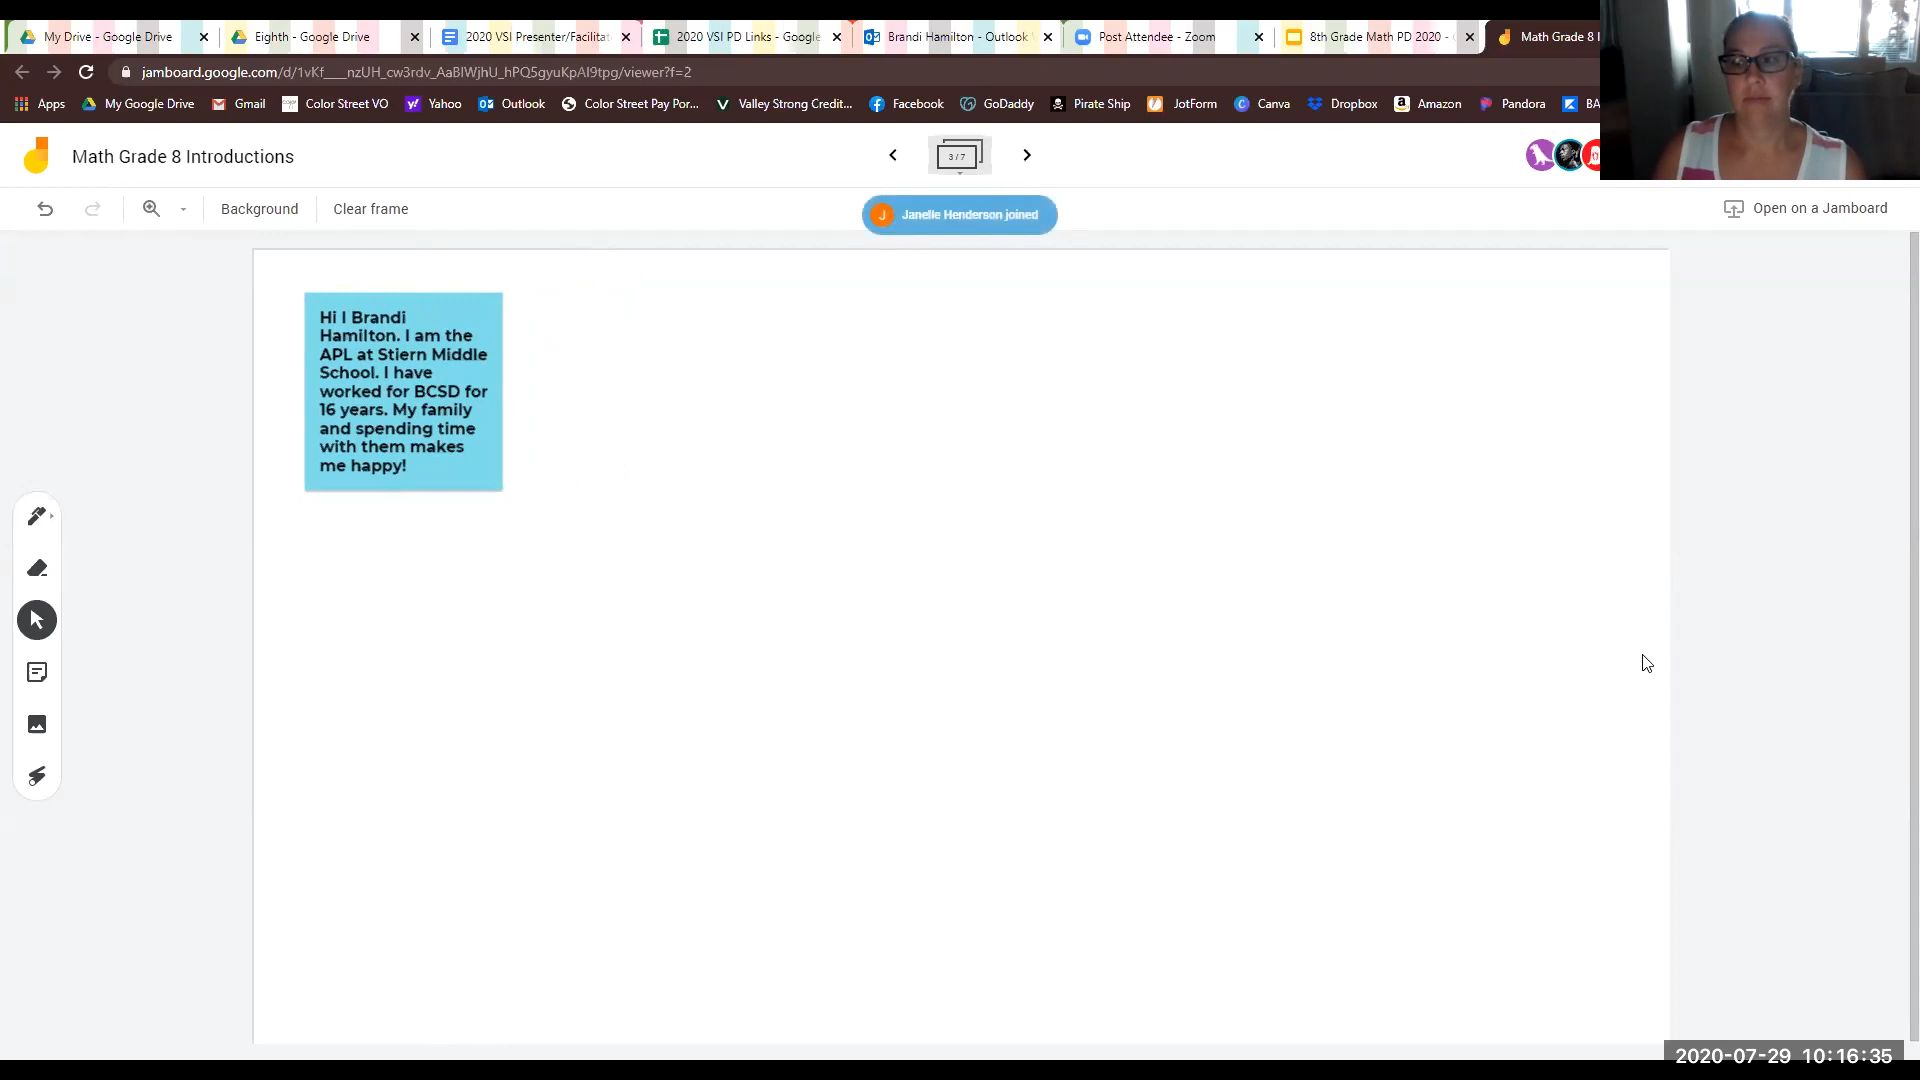 My Drive - Google Drive
Eighth - Google Drive
2020 VSI Presenter/Facilitat
2020 VSI PD Links - Google
Brandi Hamilton - Outlook
Post Attendee - Zoom
8th Grade Math PD 2020 -
Math Grade 8 I
jamboard.google.com/d/1vKf___nzUH_cw3rdv_AaBlWjhU_hPQ5gyuKpAI9tpg/viewer?f=2
Apps
My Google Drive
Gmail
Color Street VO
Yahoo
Outlook
Color Street Pay Por...
Valley Strong Credit...
Facebook
GoDaddy
Pirate Ship
JotForm
Canva
Dropbox
Amazon
Pandora
BA
Math Grade 8 Introductions
3 / 7
Background
Clear frame
J Janelle Henderson joined
Open on a Jamboard
Hi I Brandi
Hamilton. I am the
APL at Stiern Middle
School. I have
worked for BCSD for
16 years. My family
and spending time
with them makes
me happy!
2020-07-29 10:16:35